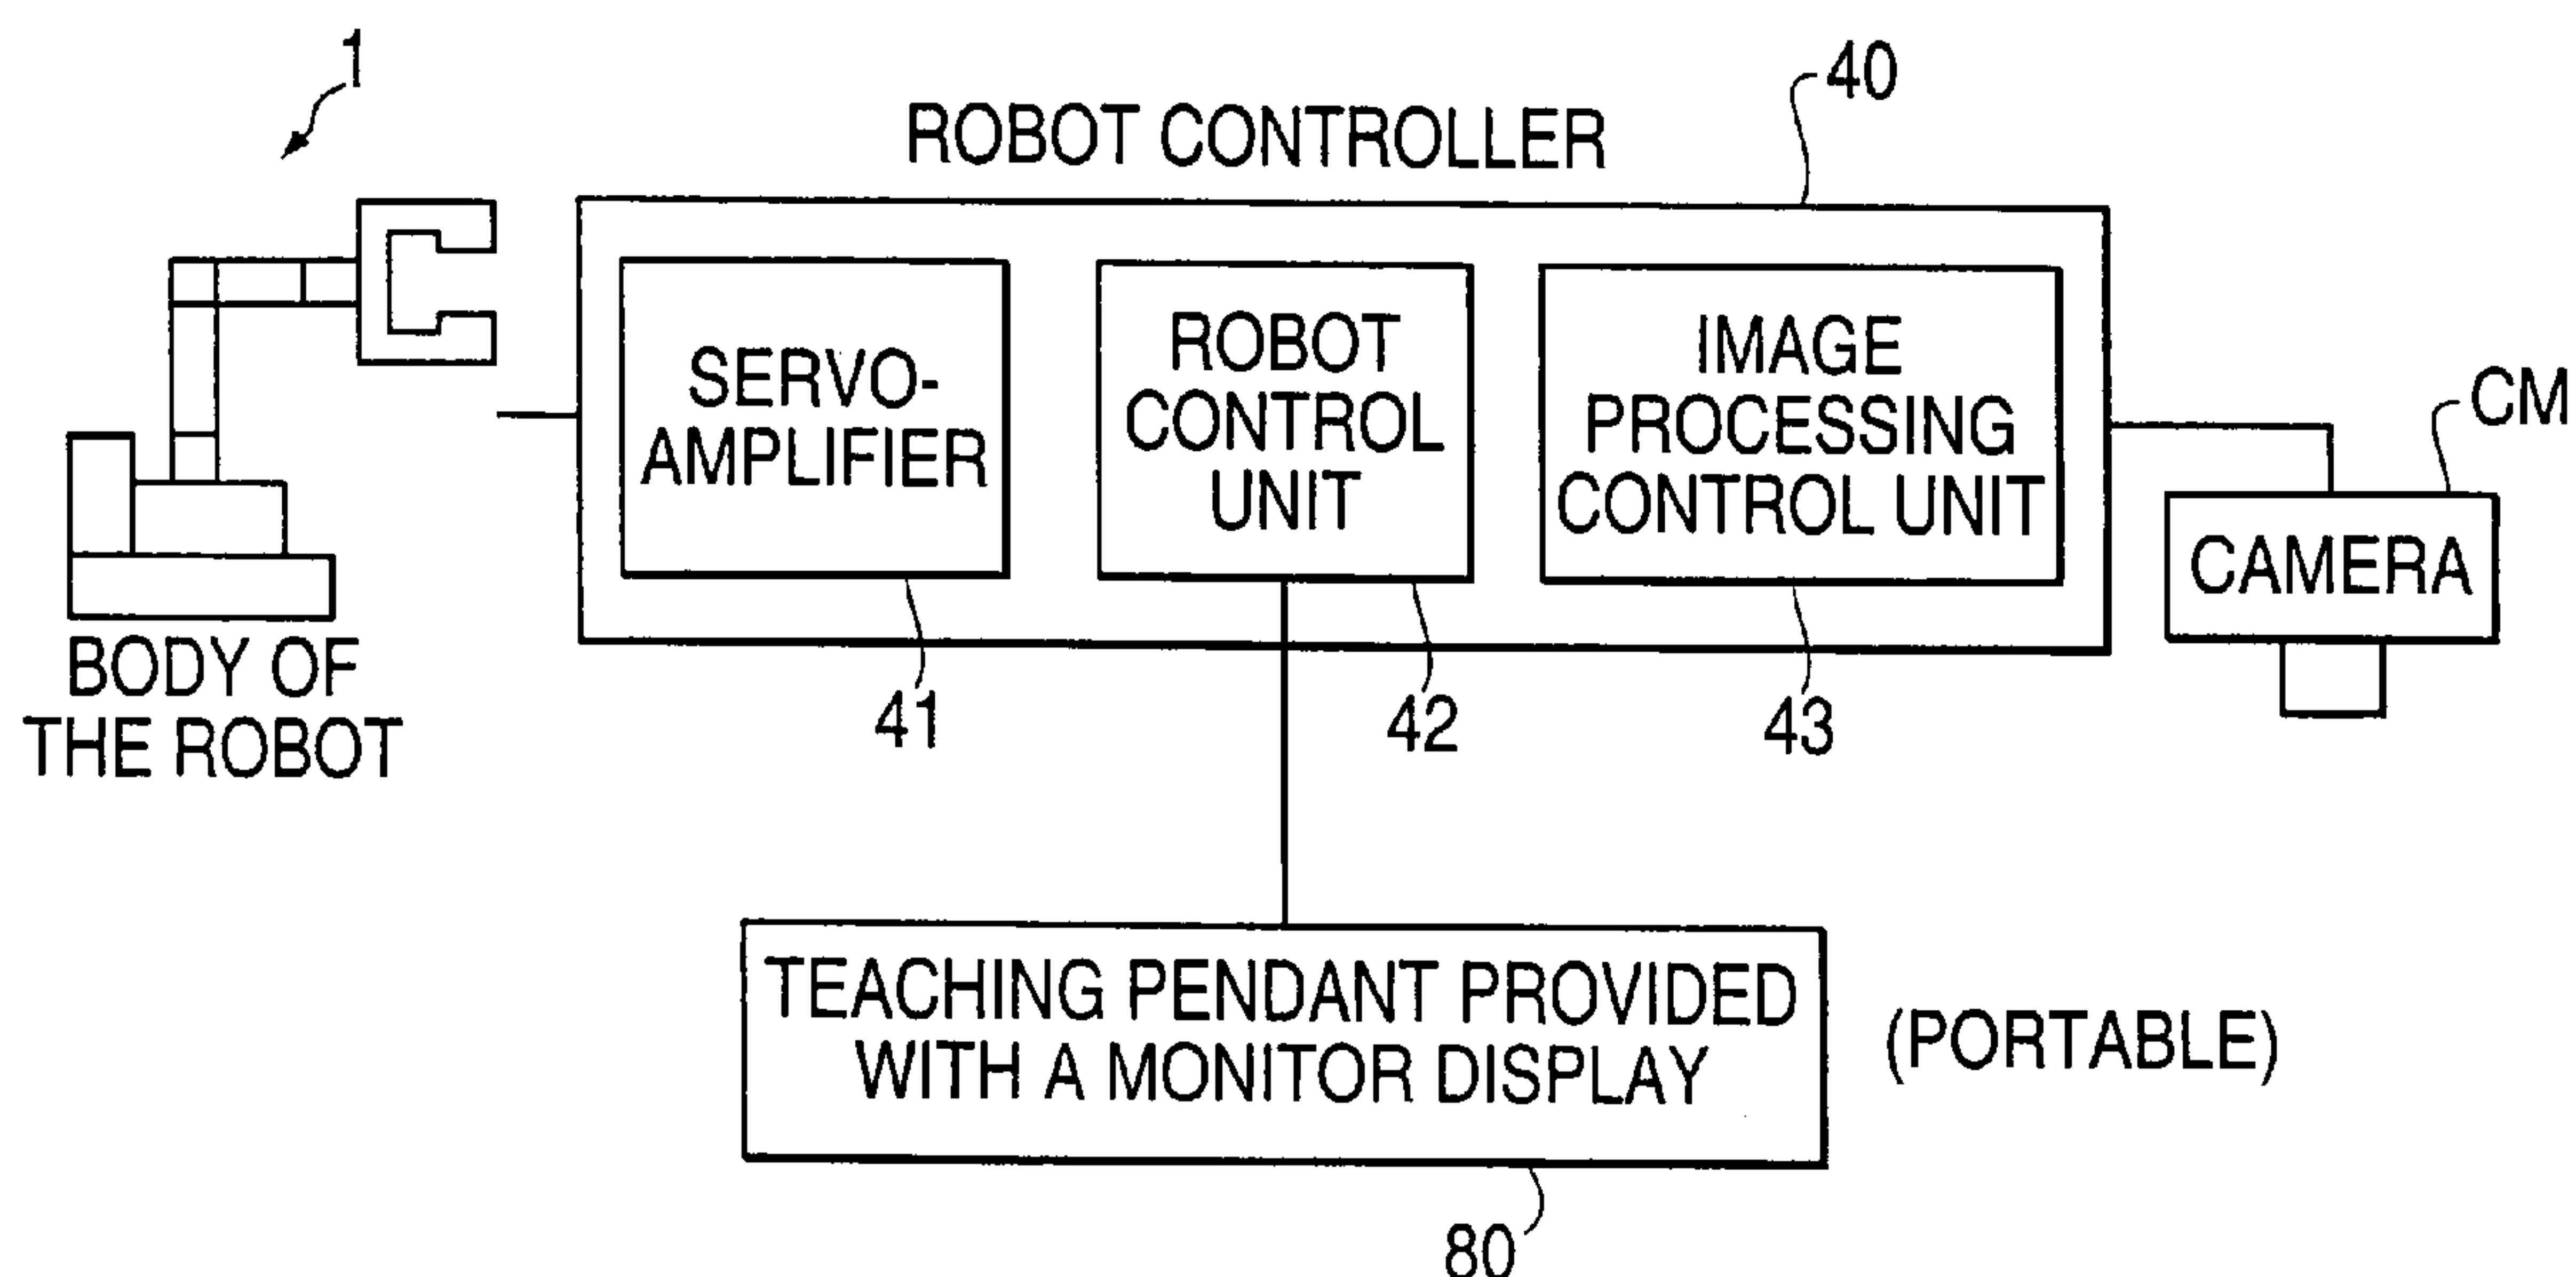 1
40
ROBOT CONTROLLER
SERVO-
AMPLIFIER
ROBOT
CONTROL
UNIT
IMAGE
PROCESSING
CONTROL UNIT
CM
CAMERA
BODY OF
THE ROBOT
41
42
43
TEACHING PENDANT PROVIDED
WITH A MONITOR DISPLAY
(PORTABLE)
80